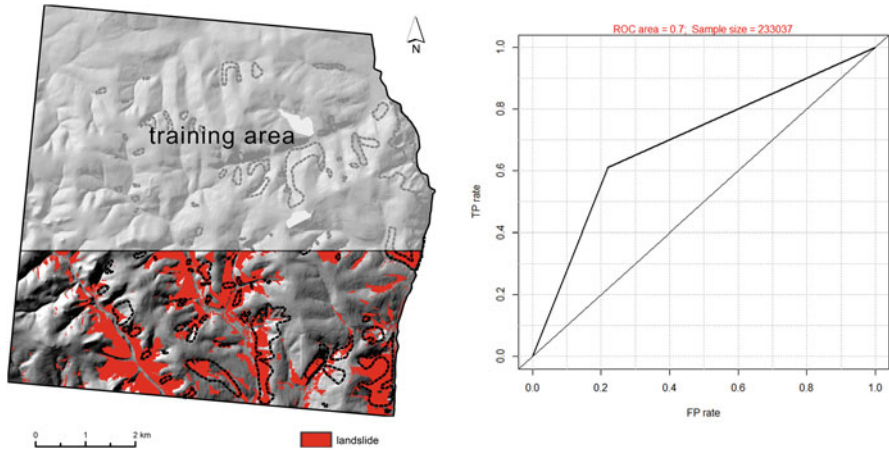 N
training area
0 1 2 km
landslide
ROC area = 0.7; Sample size = 233037
TP rate
1.0
0.8
0.6
0.4
0.2
0.0
0.0 0.2 0.4 0.6 0.8 1.0
FP rate